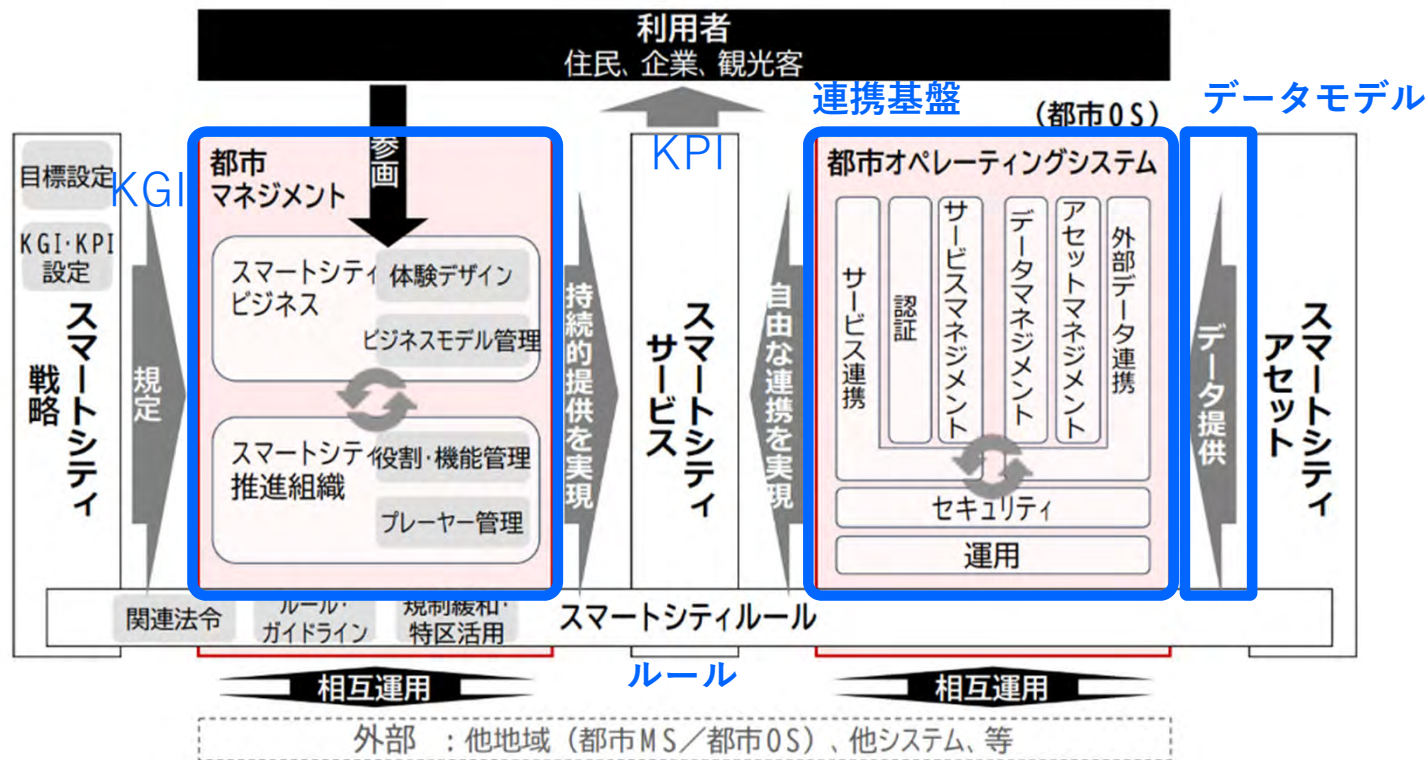 利用者
住民、企業、観光客
連携基盤
(都市OS)
データモデル
目標設定
KGI
KGI・KPI
設定
スマートシティ
戦略
規定
都市
マネジメント
参画
スマートシティ
ビジネス
体験デザイン
ビジネスモデル管理
スマートシティ
推進組織
役割・機能管理
プレーヤー管理
持続的提供を実現
KPI
スマートシティ
サービス
自由な連携を実現
都市オペレーティングシステム
サービス連携
認証
サービスマネジメント
データマネジメント
アセットマネジメント
外部データ連携
セキュリティ
運用
データ提供
スマートシティ
アセット
関連法令
ルール・
ガイドライン
規制緩和・
特区活用
スマートシティルール
ルール
相互運用
相互運用
外部 :他地域(都市MS/都市OS)、他システム、等